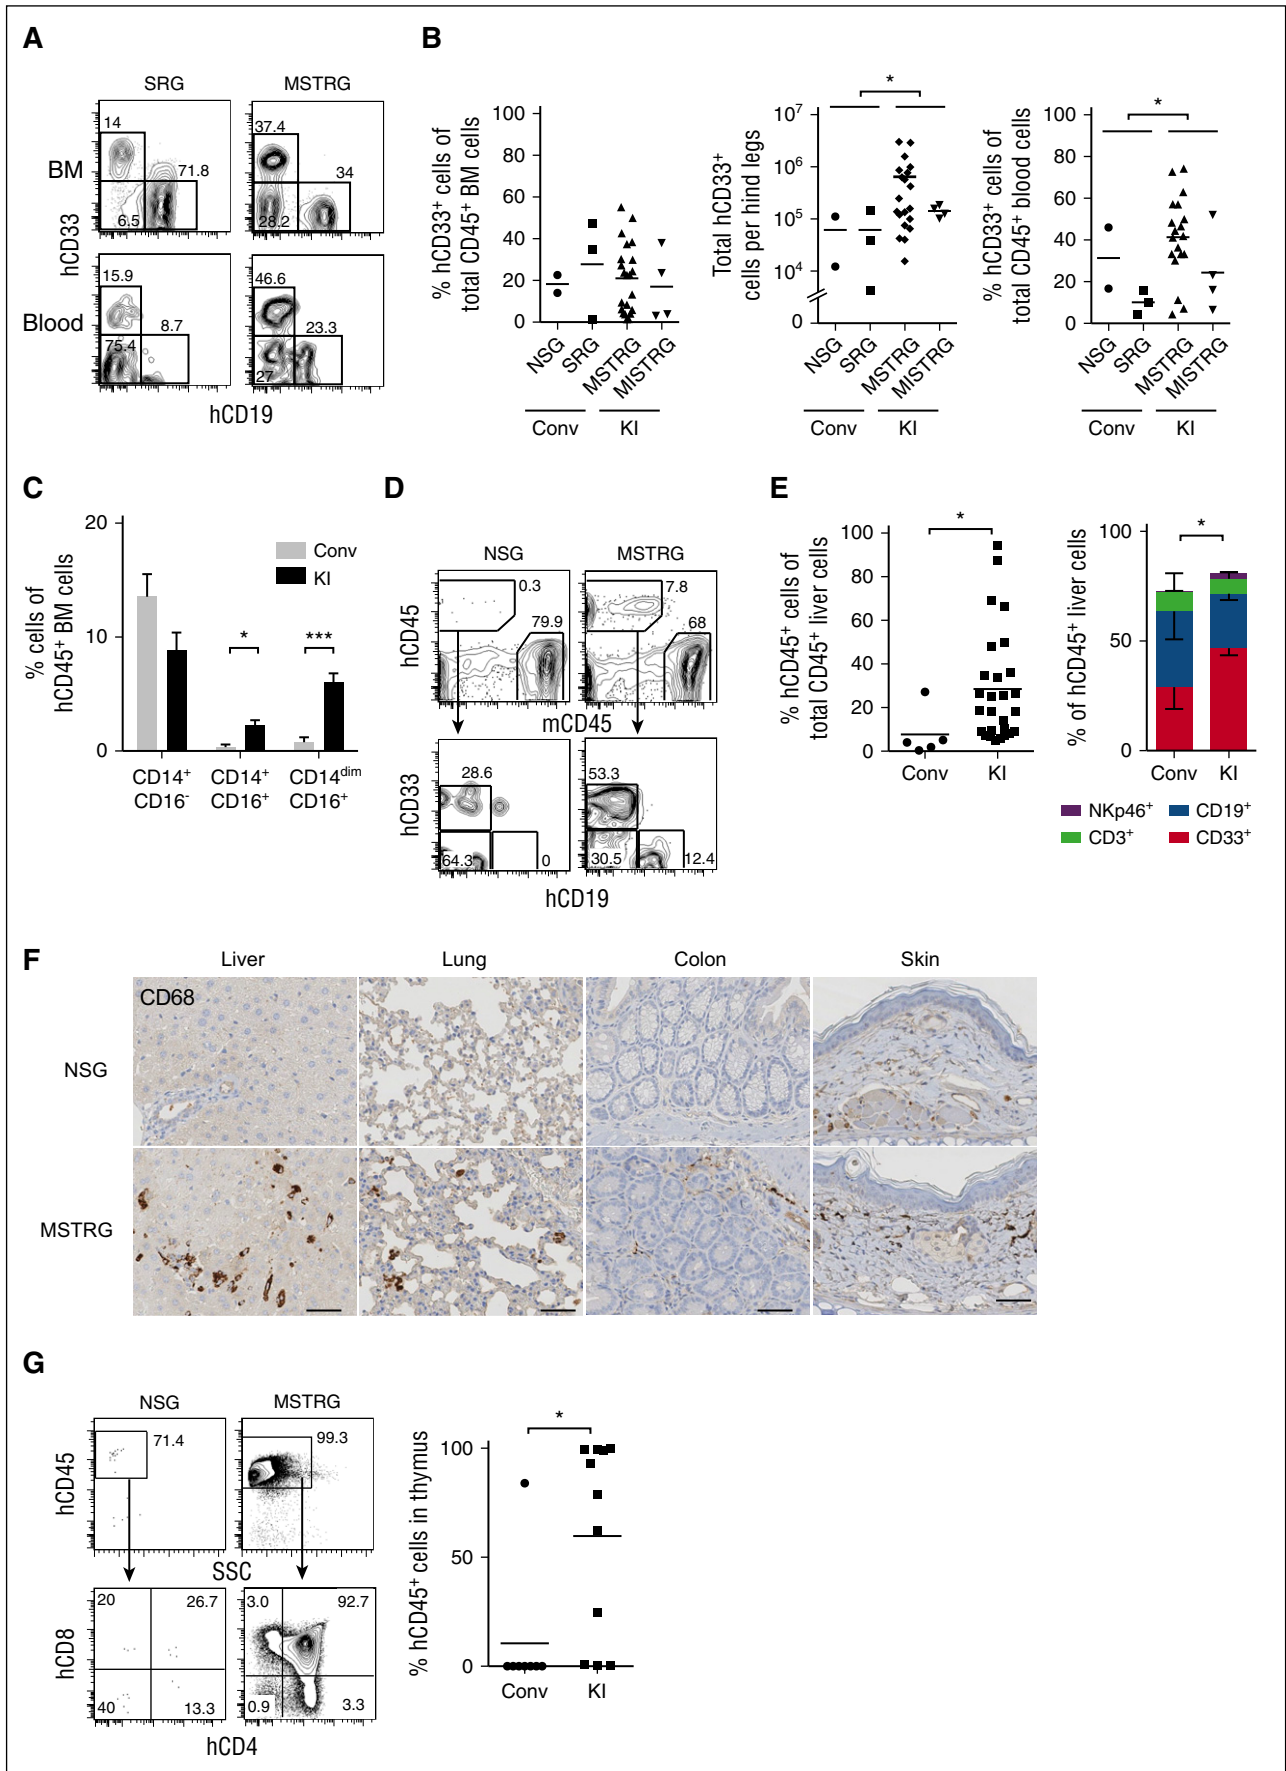 A
SRG MSTRG
BM
Blood
hCD33
14
71.8
6.5
37.4
34
28.2
15.9
8.7
75.4
46.6
23.3
27
hCD19
B
% hCD33⁺ cells of
total CD45⁺ BM cells
100
80
60
40
20
0
NSG SRG MSTRG MISTRG
Conv KI
Total hCD33⁺
cells per hind legs
10⁷
10⁶
10⁵
10⁴
0
*
NSG SRG MSTRG MISTRG
Conv KI
% hCD33⁺ cells of
total CD45⁺ blood cells
100
80
60
40
20
0
*
NSG SRG MSTRG MISTRG
Conv KI
C
% cells of
hCD45⁺ BM cells
20
10
0
Conv
KI
* ***
CD14⁺ CD14⁺ CD14ᵈⁱᵐ
CD16⁻ CD16⁺ CD16⁺
D
NSG MSTRG
hCD45
0.3
79.9
7.8
68
mCD45
hCD33
28.6
64.3
0
53.3
30.5
12.4
hCD19
E
% hCD45⁺ cells of
total CD45⁺ liver cells
100
80
60
40
20
0
*
Conv KI
% of hCD45⁺ liver cells
100
50
0
*
Conv KI
NKp46⁺ CD19⁺
CD3⁺ CD33⁺
F
Liver Lung Colon Skin
CD68
NSG
MSTRG
G
NSG MSTRG
hCD45
71.4
99.3
SSC
hCD8
20 26.7
40 13.3
3.0 92.7
0.9 3.3
hCD4
% hCD45⁺ cells in thymus
100
50
0
*
Conv KI